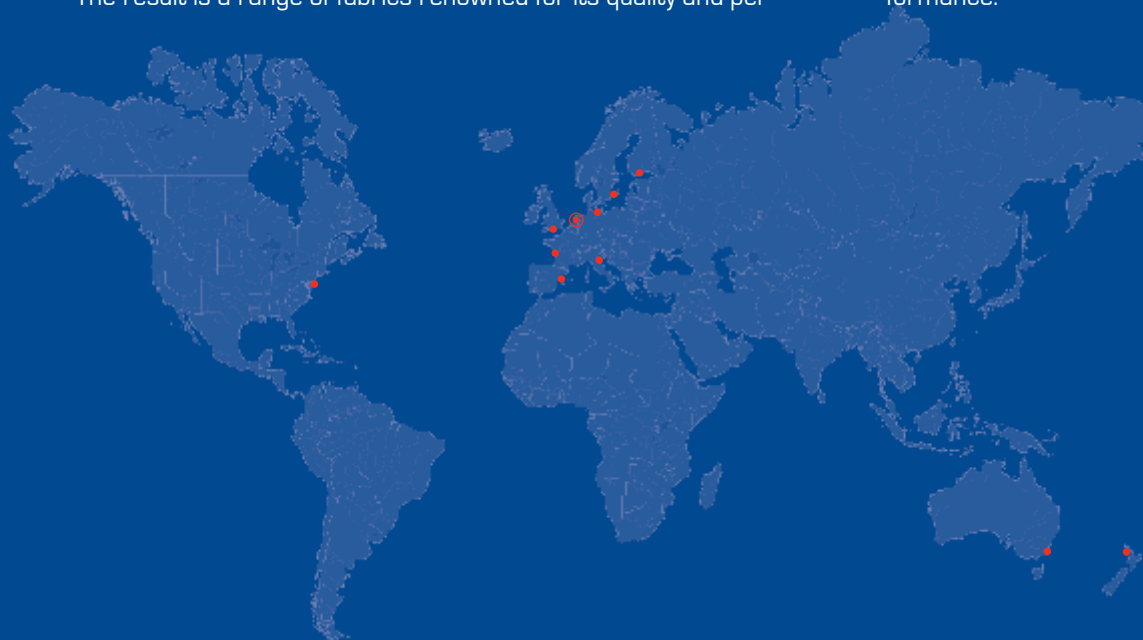 The result is a range of fabrics renowned for its quality and per formance.